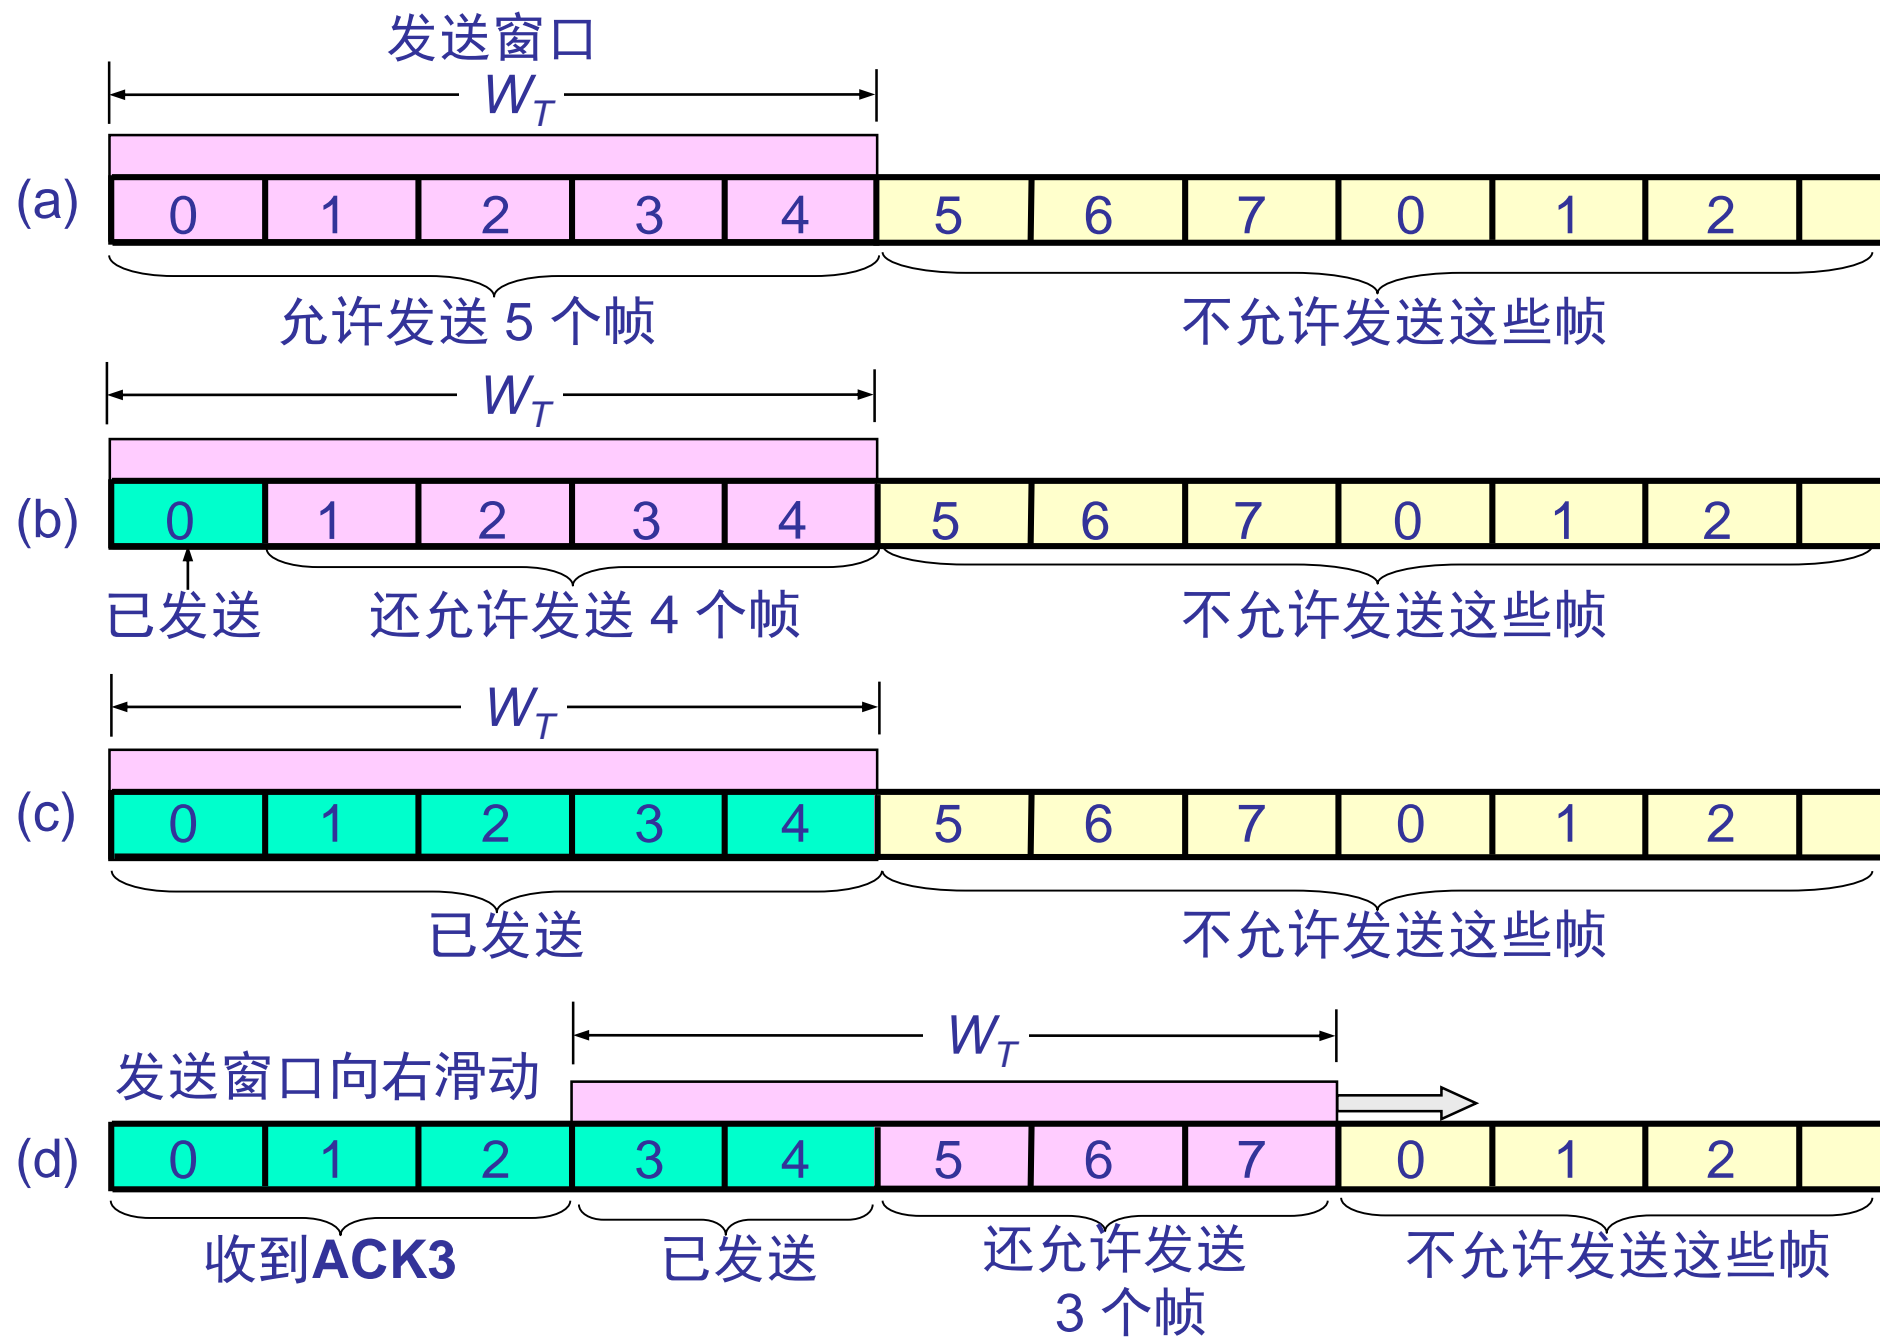 发送窗口
W_T
(a) 0 1 2 3 4 5 6 7 0 1 2
允许发送 5 个帧 不允许发送这些帧
W_T
(b) 0 1 2 3 4 5 6 7 0 1 2
已发送 还允许发送 4 个帧 不允许发送这些帧
W_T
(c) 0 1 2 3 4 5 6 7 0 1 2
已发送 不允许发送这些帧
W_T
发送窗口向右滑动
(d) 0 1 2 3 4 5 6 7 0 1 2
收到ACK3 已发送 还允许发送 不允许发送这些帧
3 个帧